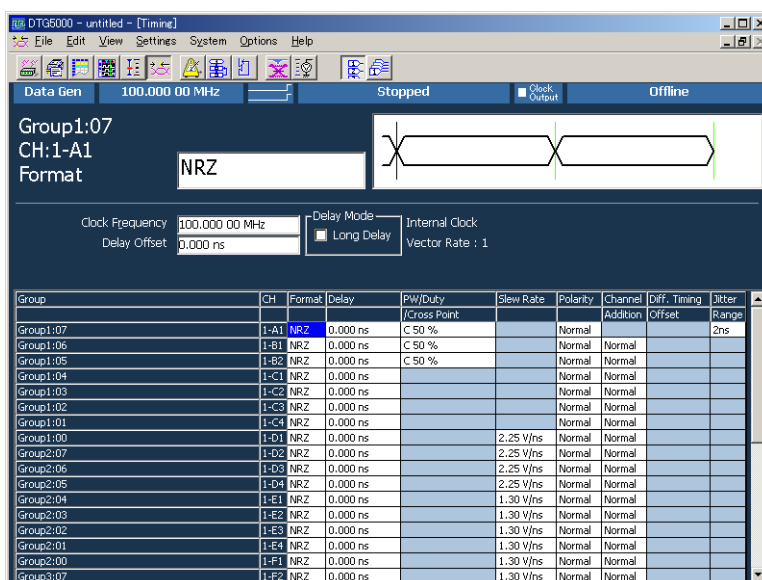 DTG5000 - untitled - [Timing]
File Edit View Settings System Options Help
Data Gen 100.000 00 MHz Stopped Clock Output Offline
Group1:07
CH:1-A1
Format NRZ
Clock Frequency 100.000 00 MHz Delay Mode Internal Clock
Delay Offset 0.000 ns Long Delay Vector Rate : 1
Group CH Format Delay PW/Duty Slew Rate Polarity Channel Diff. Timing Jitter
/Cross Point Addition Offset Range
Group1:07 1-A1 NRZ 0.000 ns C 50 % Normal 2ns
Group1:06 1-B1 NRZ 0.000 ns C 50 % Normal Normal
Group1:05 1-B2 NRZ 0.000 ns C 50 % Normal Normal
Group1:04 1-C1 NRZ 0.000 ns Normal Normal
Group1:03 1-C2 NRZ 0.000 ns Normal Normal
Group1:02 1-C3 NRZ 0.000 ns Normal Normal
Group1:01 1-C4 NRZ 0.000 ns Normal Normal
Group1:00 1-D1 NRZ 0.000 ns 2.25 V/ns Normal Normal
Group2:07 1-D2 NRZ 0.000 ns 2.25 V/ns Normal Normal
Group2:06 1-D3 NRZ 0.000 ns 2.25 V/ns Normal Normal
Group2:05 1-D4 NRZ 0.000 ns 2.25 V/ns Normal Normal
Group2:04 1-E1 NRZ 0.000 ns 1.30 V/ns Normal Normal
Group2:03 1-E2 NRZ 0.000 ns 1.30 V/ns Normal Normal
Group2:02 1-E3 NRZ 0.000 ns 1.30 V/ns Normal Normal
Group2:01 1-E4 NRZ 0.000 ns 1.30 V/ns Normal Normal
Group2:00 1-F1 NRZ 0.000 ns 1.30 V/ns Normal Normal
Group3:07 1-F2 NRZ 0.000 ns 1.30 V/ns Normal Normal